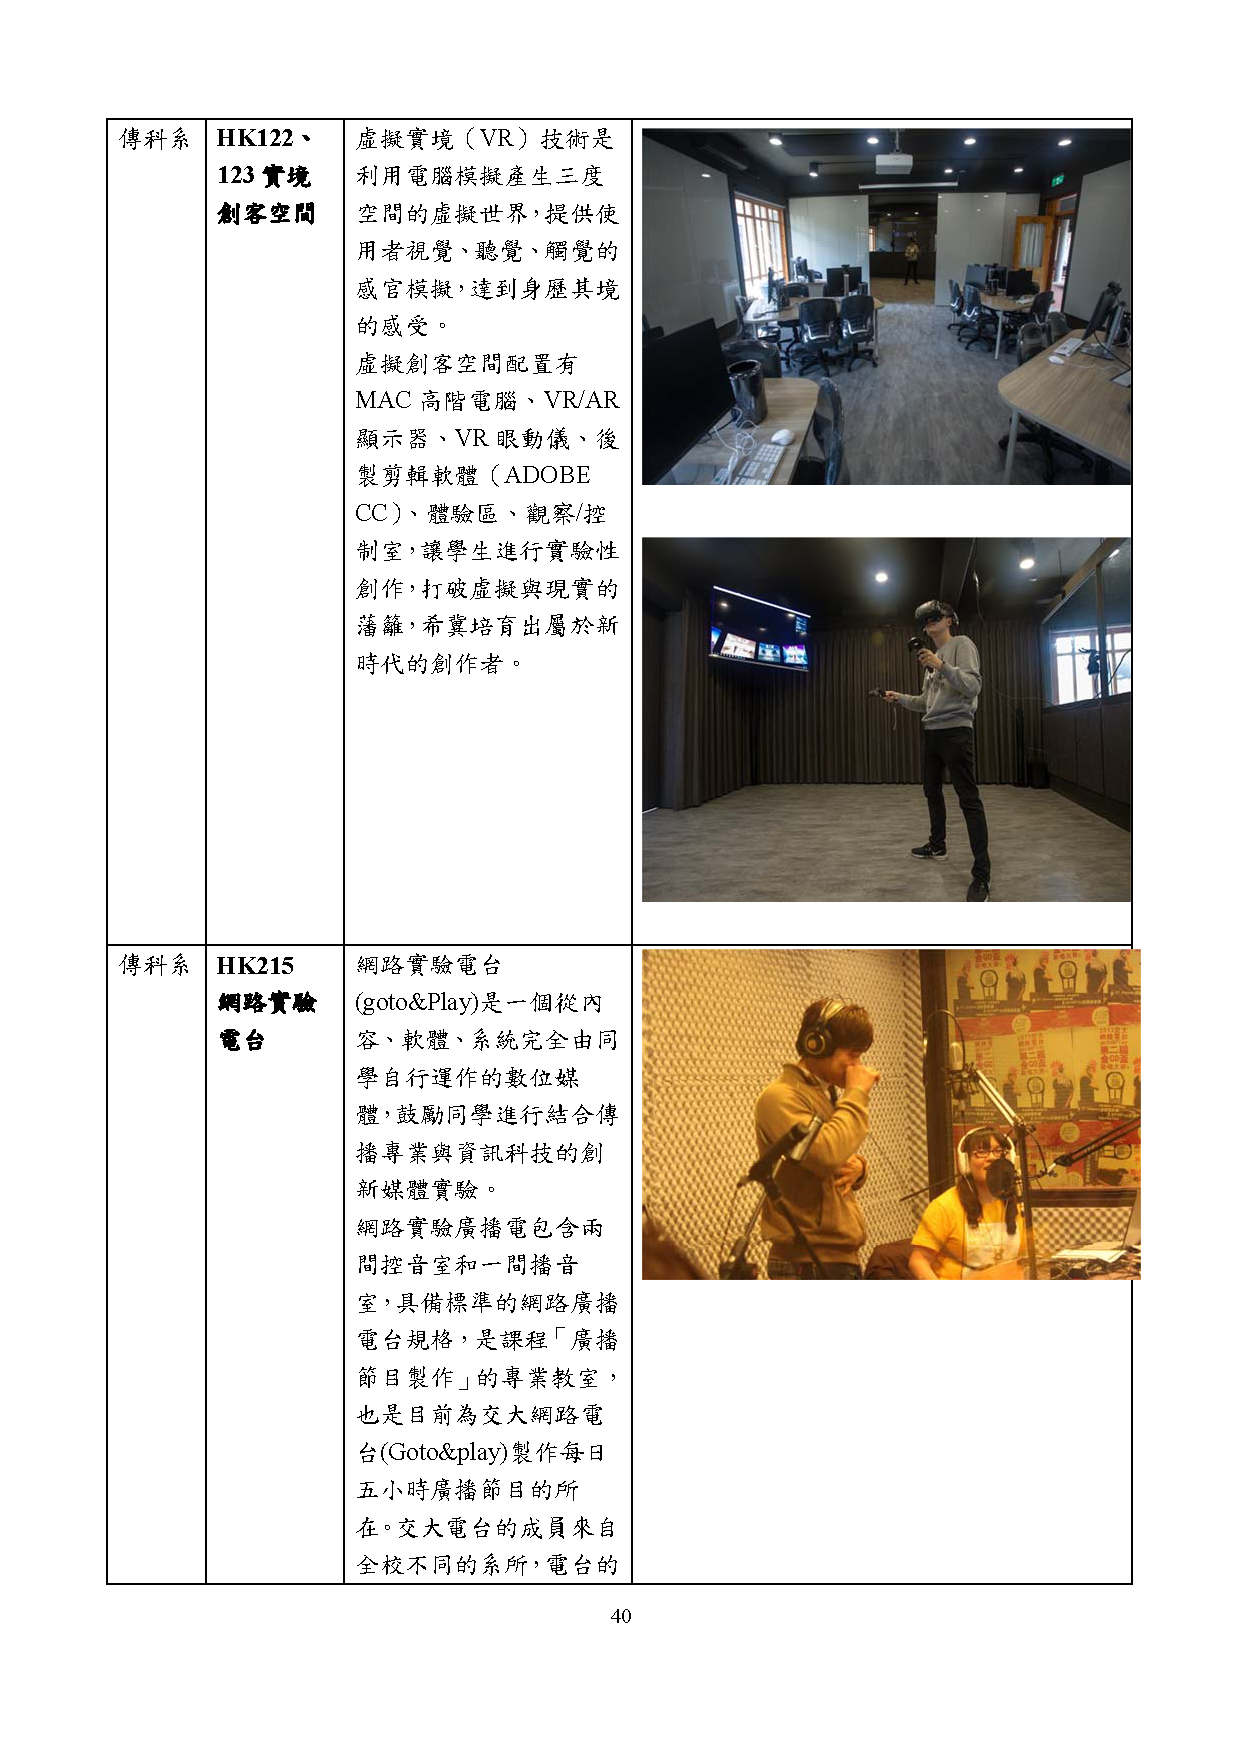 傳科系
HK122、
123 實境
創客空間
虛擬實境（VR）技術是
利用電腦模擬產生三度
空間的虛擬世界，提供使
用者視覺、聽覺、觸覺的
感官模擬，達到身歷其境
的感受。
虛擬創客空間配置有
MAC 高階電腦、VR/AR
顯示器、VR 眼動儀、後
製剪輯軟體（ADOBE
CC）、體驗區、觀察/控
制室，讓學生進行實驗性
創作，打破虛擬與現實的
藩籬，希冀培育出屬於新
時代的創作者。
傳科系
HK215
網路實驗
電台
網路實驗電台
(goto&Play)是一個從內
容、軟體、系統完全由同
學自行運作的數位媒
體，鼓勵同學進行結合傳
播專業與資訊科技的創
新媒體實驗。
網路實驗廣播電包含兩
間控音室和一間播音
室，具備標準的網路廣播
電台規格，是課程「廣播
節目製作」的專業教室，
也是目前為交大網路電
台(Goto&play)製作每日
五小時廣播節目的所
在。交大電台的成員來自
全校不同的系所，電台的
40